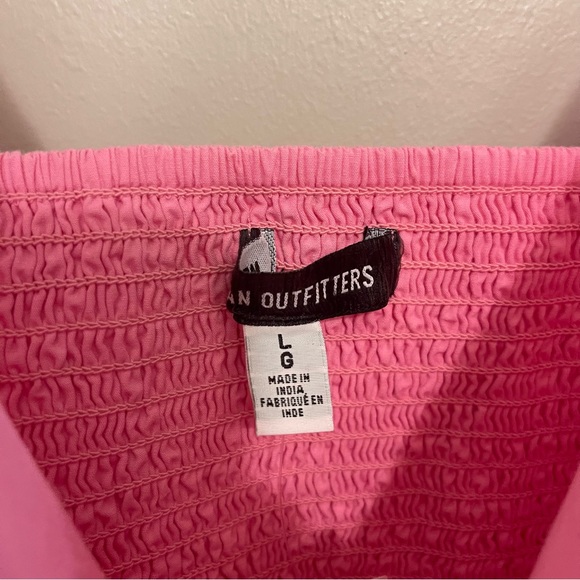 AN OUTFITTERS
L
G
MADE IN
INDIA
FABRIQUÉ EN
INDE